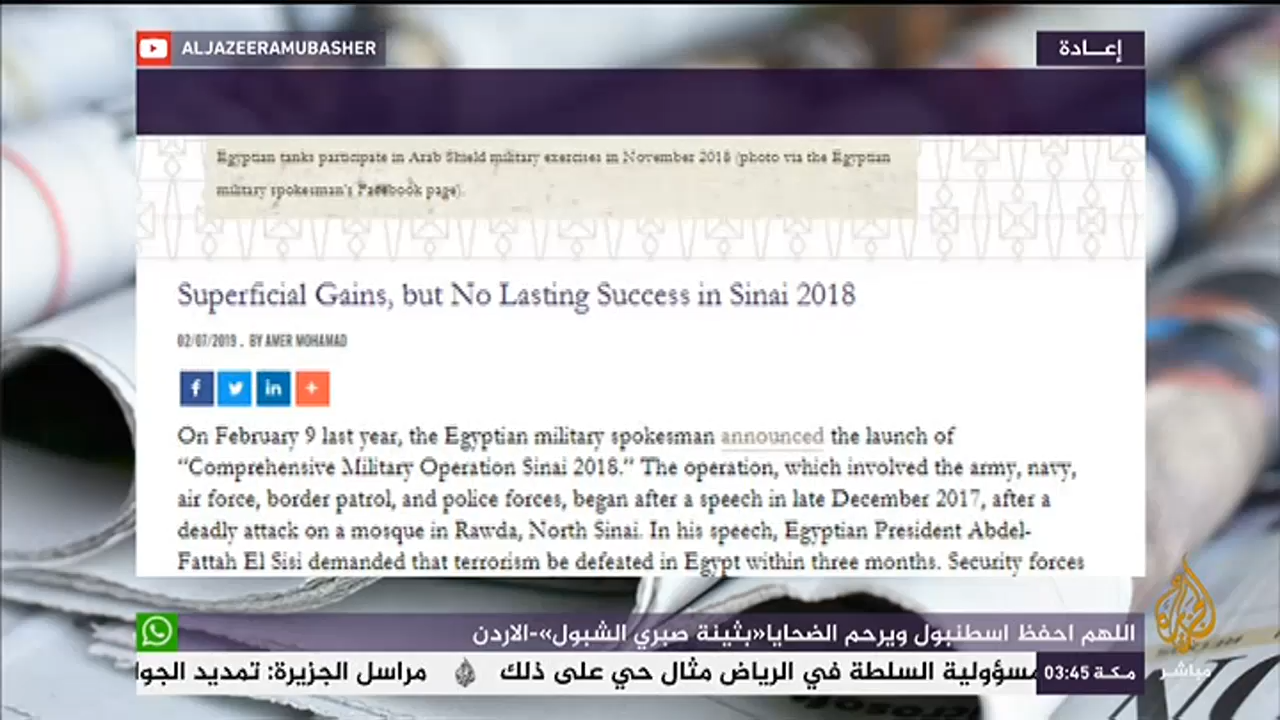 ALJAZEERAMUBASHER
إعـــادة
Egyptian tanks participate in Arab Shield military exercises in November 2018 (photo via the Egyptian
military spokesman's Facebook page).
Superficial Gains, but No Lasting Success in Sinai 2018
02/07/2019 . BY AMER MOHAMAD
On February 9 last year, the Egyptian military spokesman announced the launch of
“Comprehensive Military Operation Sinai 2018.” The operation, which involved the army, navy,
air force, border patrol, and police forces, began after a speech in late December 2017, after a
deadly attack on a mosque in Rawda, North Sinai. In his speech, Egyptian President Abdel-
Fattah El Sisi demanded that terrorism be defeated in Egypt within three months. Security forces
اللهم احفظ اسطنبول ويرحم الضحايا«بثينة صبري الشبول»-الاردن
مكة 03:45
مسؤولية السلطة في الرياض مثال حي على ذلك
مراسل الجزيرة: تمديد الجوا
مباشر